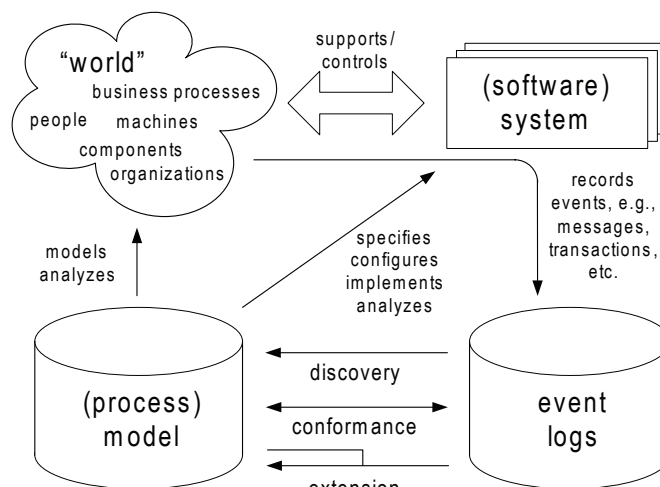 “world”
business processes
people machines
components
organizations
supports/
controls
(software)
system
records
events, e.g.,
messages,
transactions,
etc.
models
analyzes
specifies
configures
implements
analyzes
(process)
model
discovery
conformance
extension
event
logs